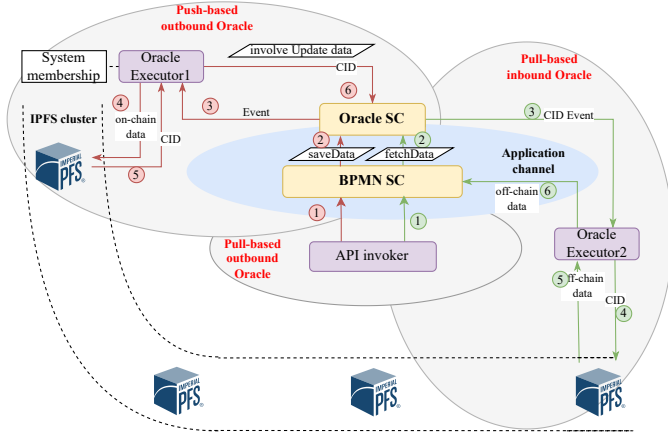 Push-based
outbound Oracle
System
membership
Oracle
Executor1
involve Update data
CID
6
Pull-based
inbound Oracle
4
on-chain
data
CID
3
Event
Oracle SC
3
CID Event
IPFS cluster
2
2
saveData
fetchData
Application
channel
IMPERIAL
PFS®
5
BPMN SC
off-chain
data
6
1
1
Pull-based
outbound
Oracle
API invoker
Oracle
Executor2
5
ff-chain
data
CID
4
IMPERIAL
PFS®
IMPERIAL
PFS®
IMPERIAL
PFS®